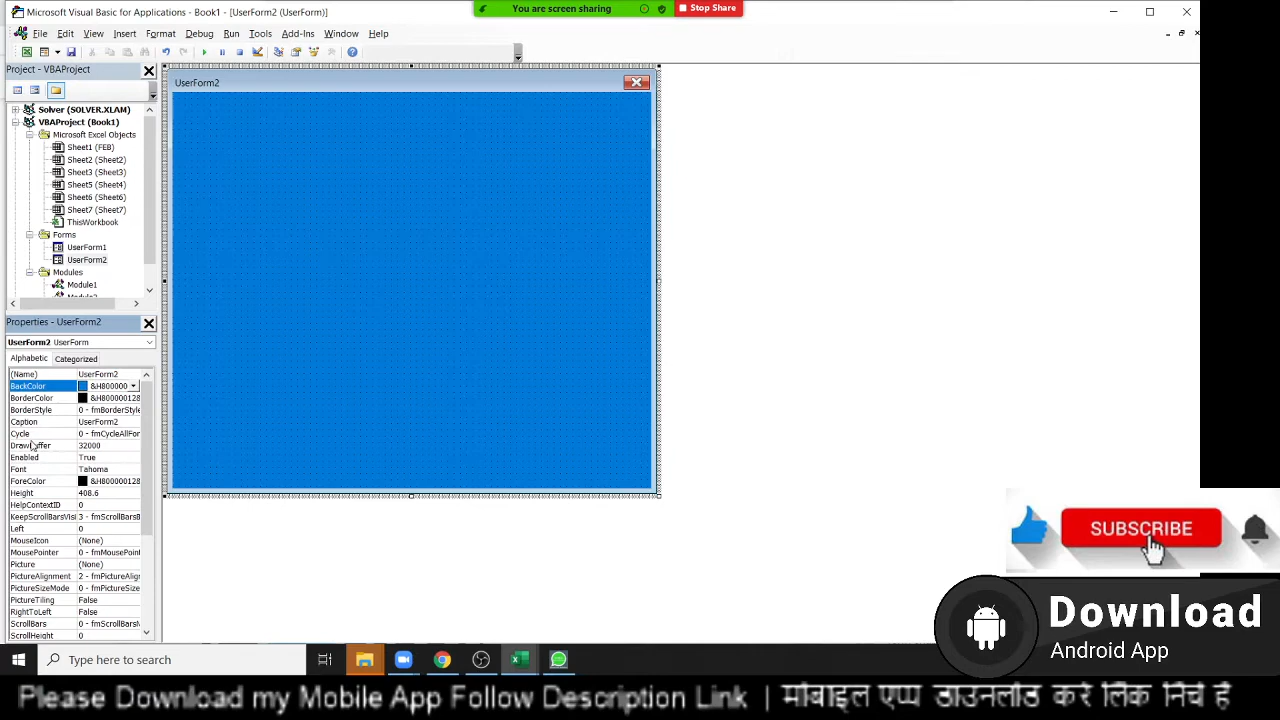 Microsoft Visual Basic for Applications - Book1 - [UserForm2 (UserForm)]
You are screen sharing
Stop Share
File Edit View Insert Format Debug Run Tools Add-Ins Window Help
Project - VBAProject
Solver (SOLVER.XLAM)
VBAProject (Book1)
Microsoft Excel Objects
Sheet1 (FEB)
Sheet2 (Sheet2)
Sheet3 (Sheet3)
Sheet5 (Sheet4)
Sheet6 (Sheet6)
Sheet7 (Sheet7)
ThisWorkbook
Forms
UserForm1
UserForm2
Modules
Module1
UserForm2
Properties - UserForm2
UserForm2 UserForm
Alphabetic Categorized
(Name) UserForm2
BackColor &H800000
BorderColor &H80000012&
BorderStyle 0 - fmBorderStyle
Caption UserForm2
Cycle 0 - fmCycleAllFor
DrawBuffer 32000
Enabled True
Font Tahoma
ForeColor &H80000012&
Height 408.6
HelpContextID 0
KeepScrollBarsVisi 3 - fmScrollBarsB
Left 0
MouseIcon (None)
MousePointer 0 - fmMousePoint
Picture (None)
PictureAlignment 2 - fmPictureAlig
PictureSizeMode 0 - fmPictureSize
PictureTiling False
RightToLeft False
ScrollBars 0 - fmScrollBarsN
ScrollHeight 0
SUBSCRIBE
Download
Android App
Type here to search
Please Download my Mobile App Follow Description Link | मोबाइल एप्प डाउनलोड करे लिंक निचे है